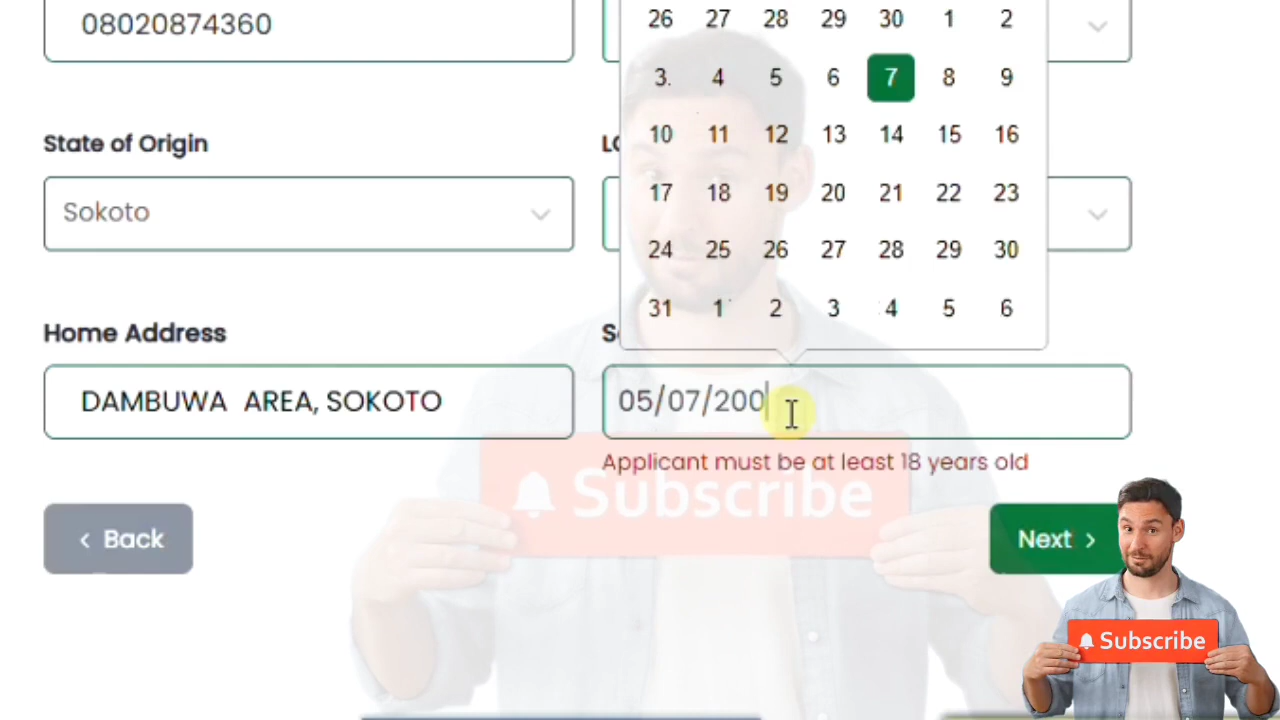 08020874360
26 27 28 29 30 1 2
3 4 5 6 7 8 9
10 11 12 13 14 15 16
17 18 19 20 21 22 23
24 25 26 27 28 29 30
31 1 2 3 4 5 6
State of Origin
Sokoto
Home Address
DAMBUWA AREA, SOKOTO
05/07/200
Applicant must be at least 18 years old
Subscribe
Back
Next
Subscribe